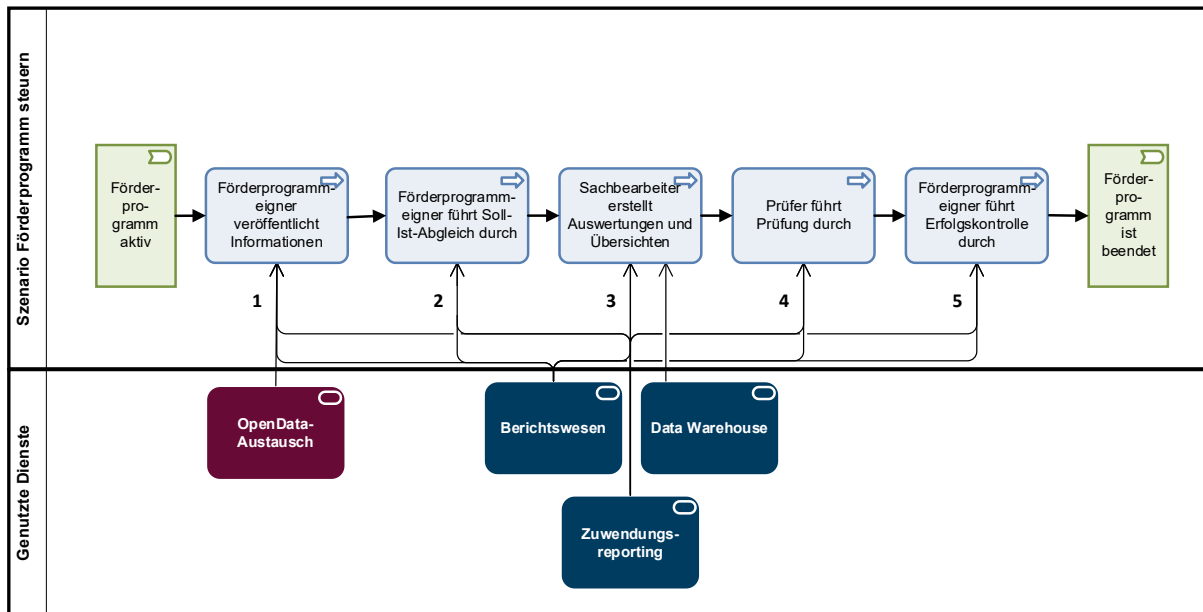 Szenario Förderprogramm steuern
Förder-
pro-
gramm
aktiv
Förderprogramm-
eigner
veröffentlicht
Informationen
Förderprogramm-
eigner führt Soll-
Ist-Abgleich durch
Sachbearbeiter
erstellt
Auswertungen und
Übersichten
Prüfer führt
Prüfung durch
Förderprogramm-
eigner führt
Erfolgskontrolle
durch
Förder-
pro-
gramm
ist
beendet
1
2
3
4
5
Genutzte Dienste
OpenData-
Austausch
Berichtswesen
Data Warehouse
Zuwendungs-
reporting